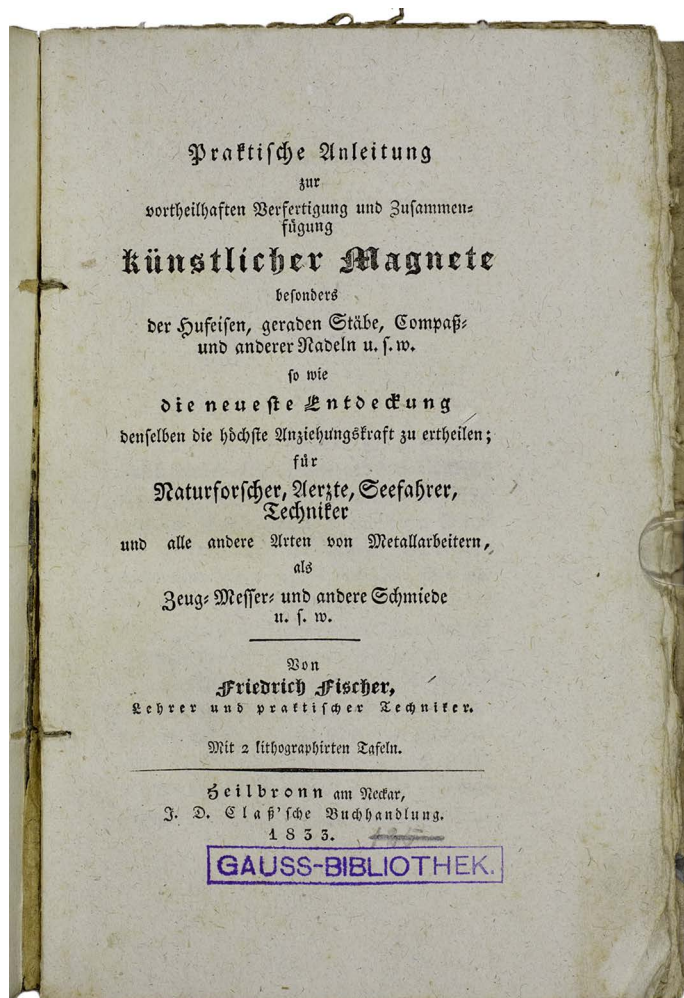 Praktische Anleitung
zur
vortheilhaften Verfertigung und Zusammen-
fügung
künstlicher Magnete
besonders
der Hufeisen, geraden Stäbe, Compaß-
und anderer Nadeln u. s. w.
so wie
die neueste Entdeckung
denselben die höchste Anziehungskraft zu ertheilen;
für
Naturforscher, Aerzte, Seefahrer,
Techniker
und alle andere Arten von Metallarbeitern,
als
Zeug- Messer- und andere Schmiede
u. s. w.
Von
Friedrich Fischer,
Lehrer und praktischer Techniker.
Mit 2 lithographirten Tafeln.
Heilbronn am Neckar,
J. D. Claß'sche Buchhandlung.
1833.
GAUSS-BIBLIOTHEK.